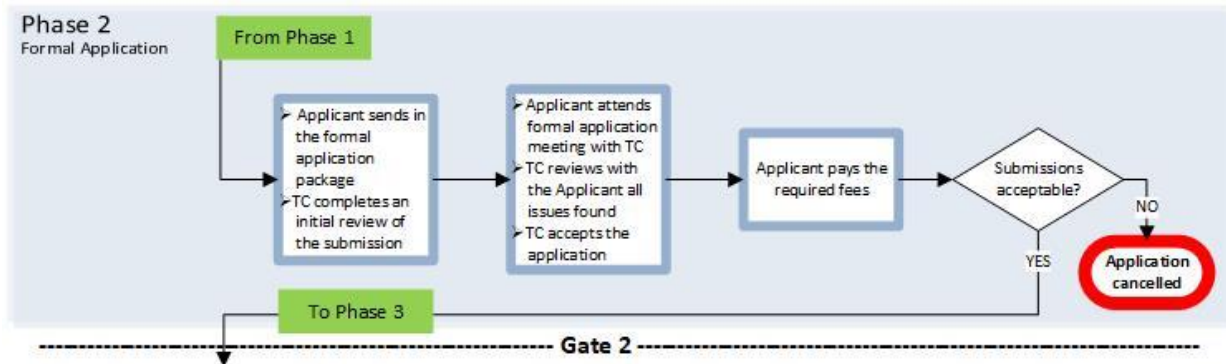 Phase 2
Formal Application
From Phase 1
➢ Applicant sends in
the formal
application
package
➢ TC completes an
initial review of
the submission
➢ Applicant attends
formal application
meeting with TC
➢ TC reviews with
the Applicant all
issues found
➢ TC accepts the
application
Applicant pays the
required fees
Submissions
acceptable?
NO
YES
Application
cancelled
To Phase 3
Gate 2